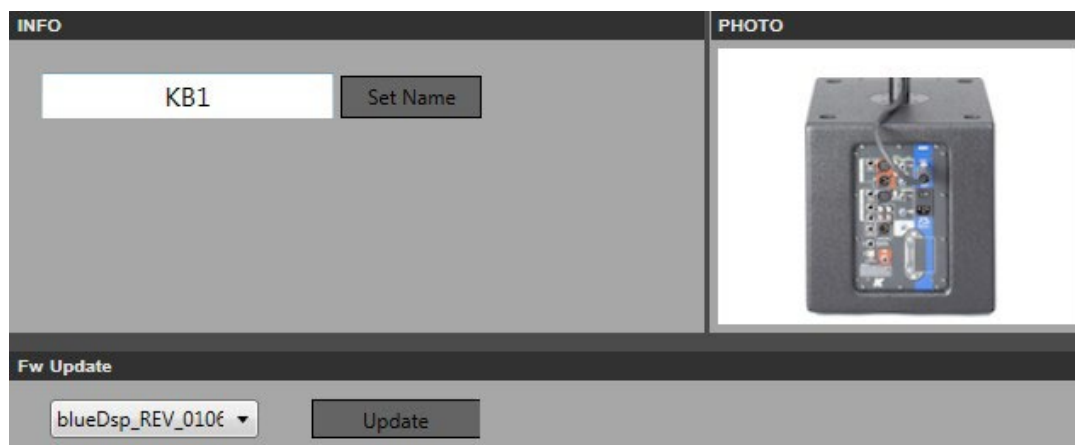 INFO
KB1
Set Name
PHOTO
Fw Update
blueDsp_REV_0106
Update